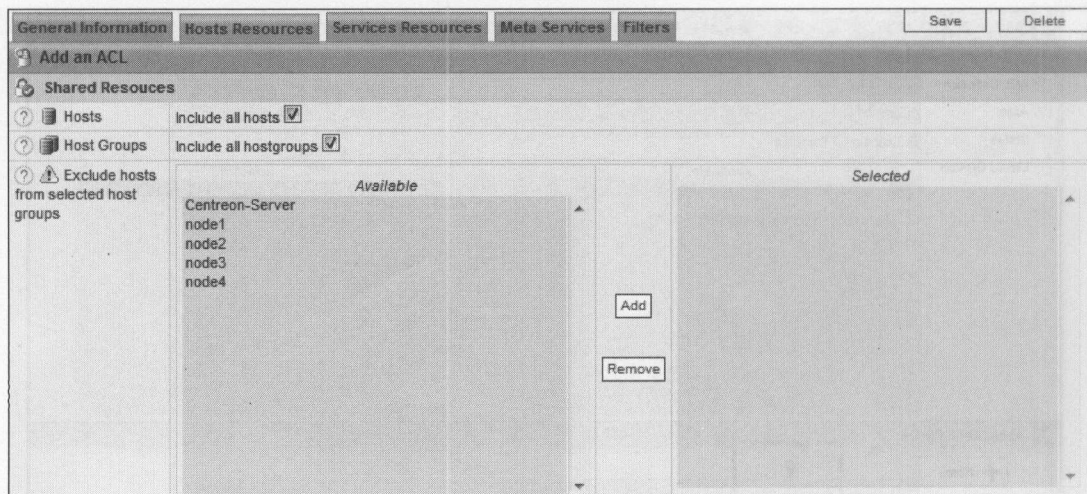 General Information Hosts Resources Services Resources Meta Services Filters Save Delete
Add an ACL
Shared Resouces
? Hosts Include all hosts
? Host Groups Include all hostgroups
? Exclude hosts from selected host groups
Available
Centreon-Server
node1
node2
node3
node4
Add
Remove
Selected